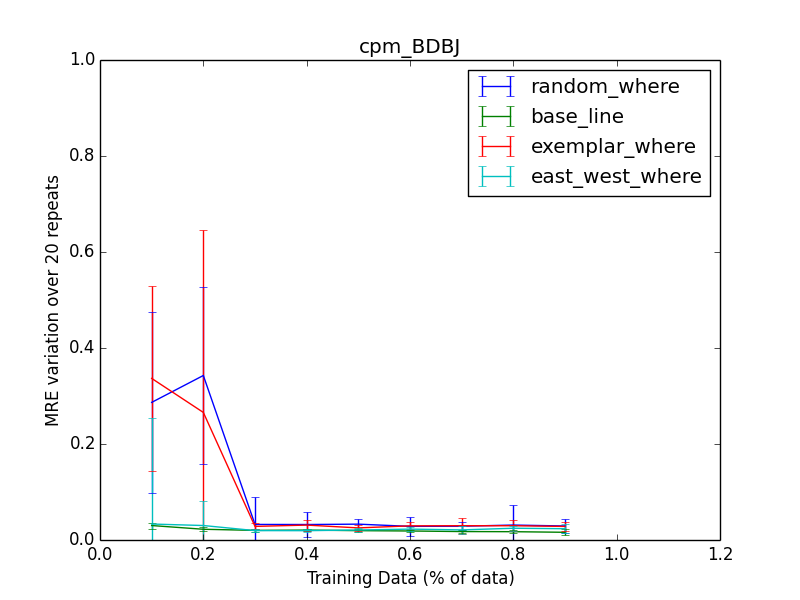 cpm_BDBJ
random_where
base_line
exemplar_where
east_west_where
MRE variation over 20 repeats
1.0
0.8
0.6
0.4
0.2
0.0
0.0 0.2 0.4 0.6 0.8 1.0 1.2
Training Data (% of data)